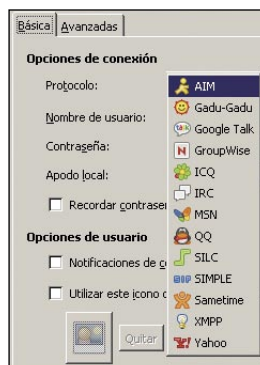 Básica Avanzadas
Opciones de conexión
Protocolo:
AIM
Gadu-Gadu
Nombre de usuario:
Google Talk
Contraseña:
GroupWise
Apodo local:
ICQ
IRC
Recordar
MSN
Opciones de usuario
QQ
SILC
Notificaciones de
SIMPLE
Utilizar este icono
Sametime
XMPP
Quitar
Yahoo